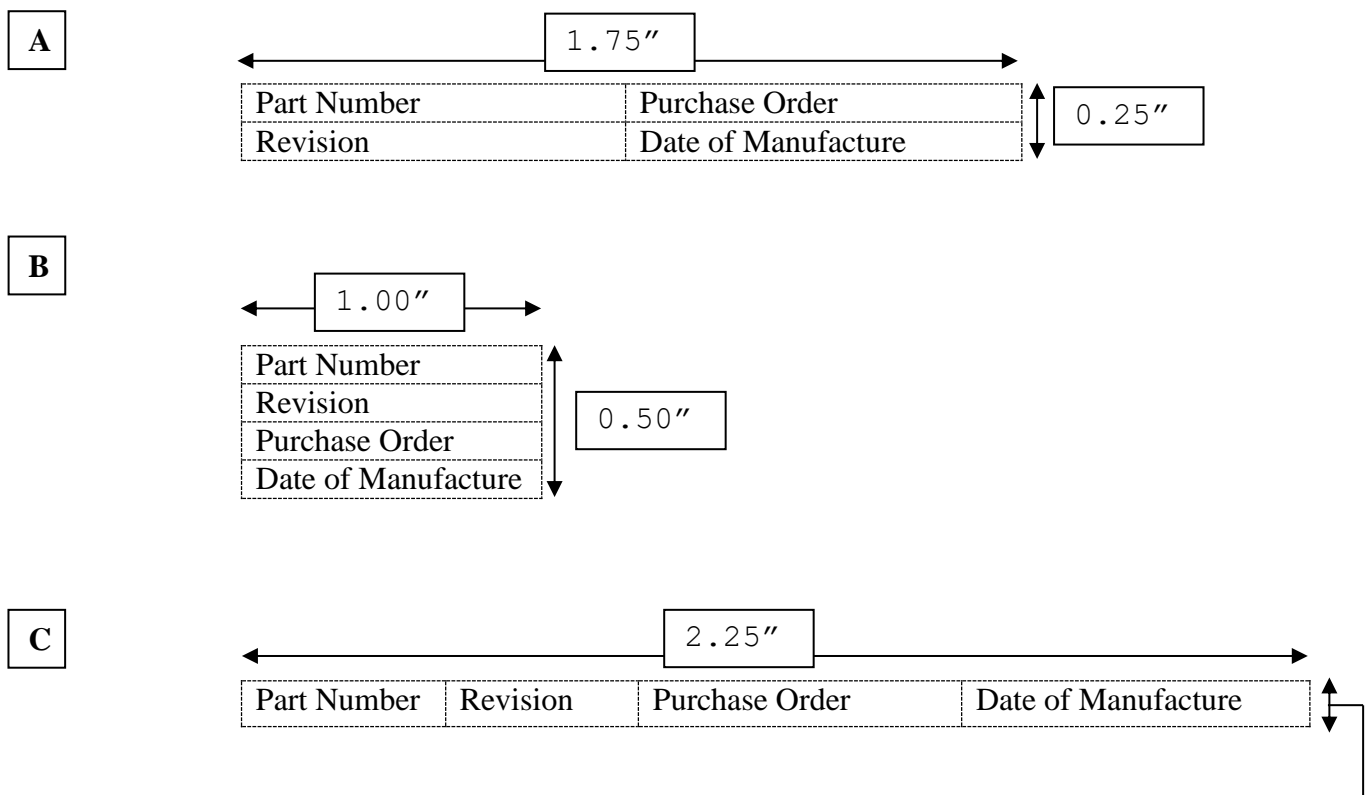 A
1.75″
Part Number Purchase Order
0.25″
Revision Date of Manufacture
B
1.00″
Part Number
Revision
0.50″
Purchase Order
Date of Manufacture
C
2.25″
Part Number Revision Purchase Order Date of Manufacture